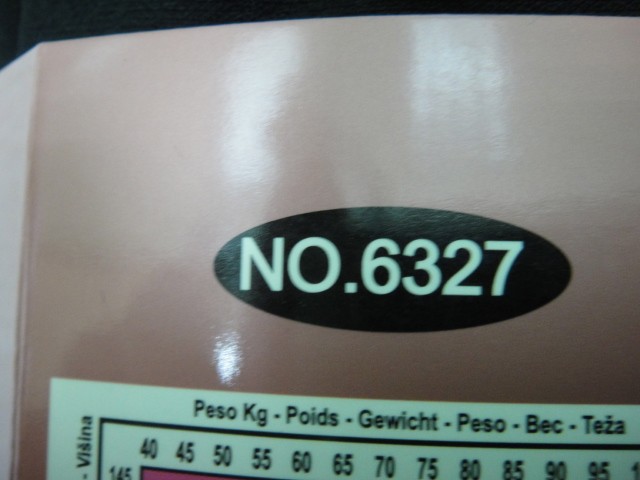 NO.6327
Peso Kg - Poids - Gewicht - Peso - Вес - Teža
40 45 50 55 60 65 70 75 80 85 90 95
- Višina
145